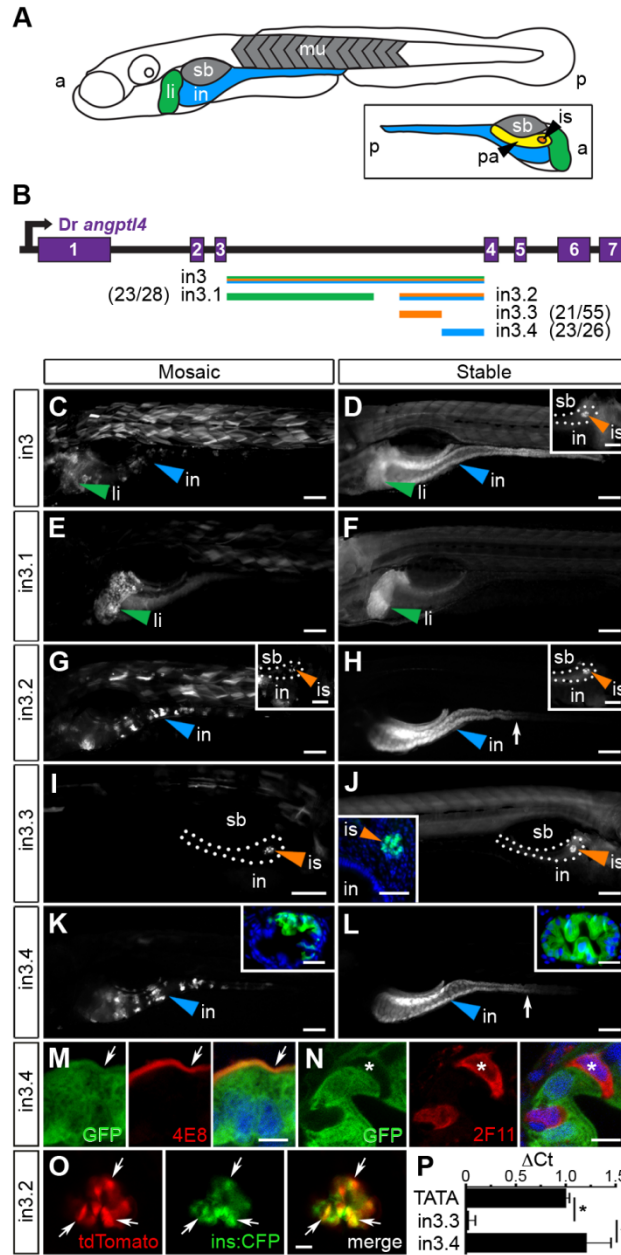 A
a
li
sb
in
mu
p
p
sb
is
pa
a
B
Dr angptl4
1 2 3 4 5 6 7
in3
(23/28) in3.1
in3.2
in3.3 (21/55)
in3.4 (23/26)
Mosaic Stable
in3
C
li
in
D
li
in
sb
is
in
in3.1
E
li
F
li
in3.2
G
in
sb
is
in
H
in
sb
is
in
in3.3
I
sb
is
in
J
sb
is
in
is
in
in3.4
K
in
L
in
in3.4
M
GFP
4E8
N
GFP
*
2F11
*
*
in3.2
O
tdTomato
ins:CFP
merge
P
ΔCt
0 0.5 1.0 1.5
TATA
in3.3
in3.4
*